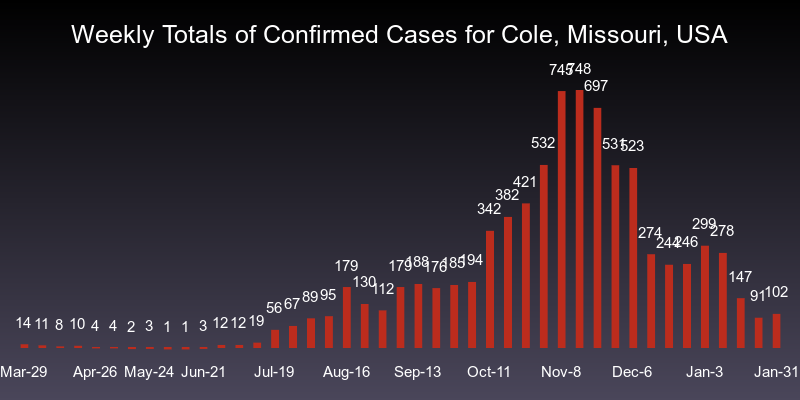 Weekly Totals of Confirmed Cases for Cole, Missouri, USA
14 11 8 10 4 4 2 3 1 1 3 12 12 19 56 67 89 95 179 130 112 179 188 176 185 194 342 382 421 532 745 748 697 531 523 274 244 246 299 278 147 91 102
Mar-29 Apr-26 May-24 Jun-21 Jul-19 Aug-16 Sep-13 Oct-11 Nov-8 Dec-6 Jan-3 Jan-31